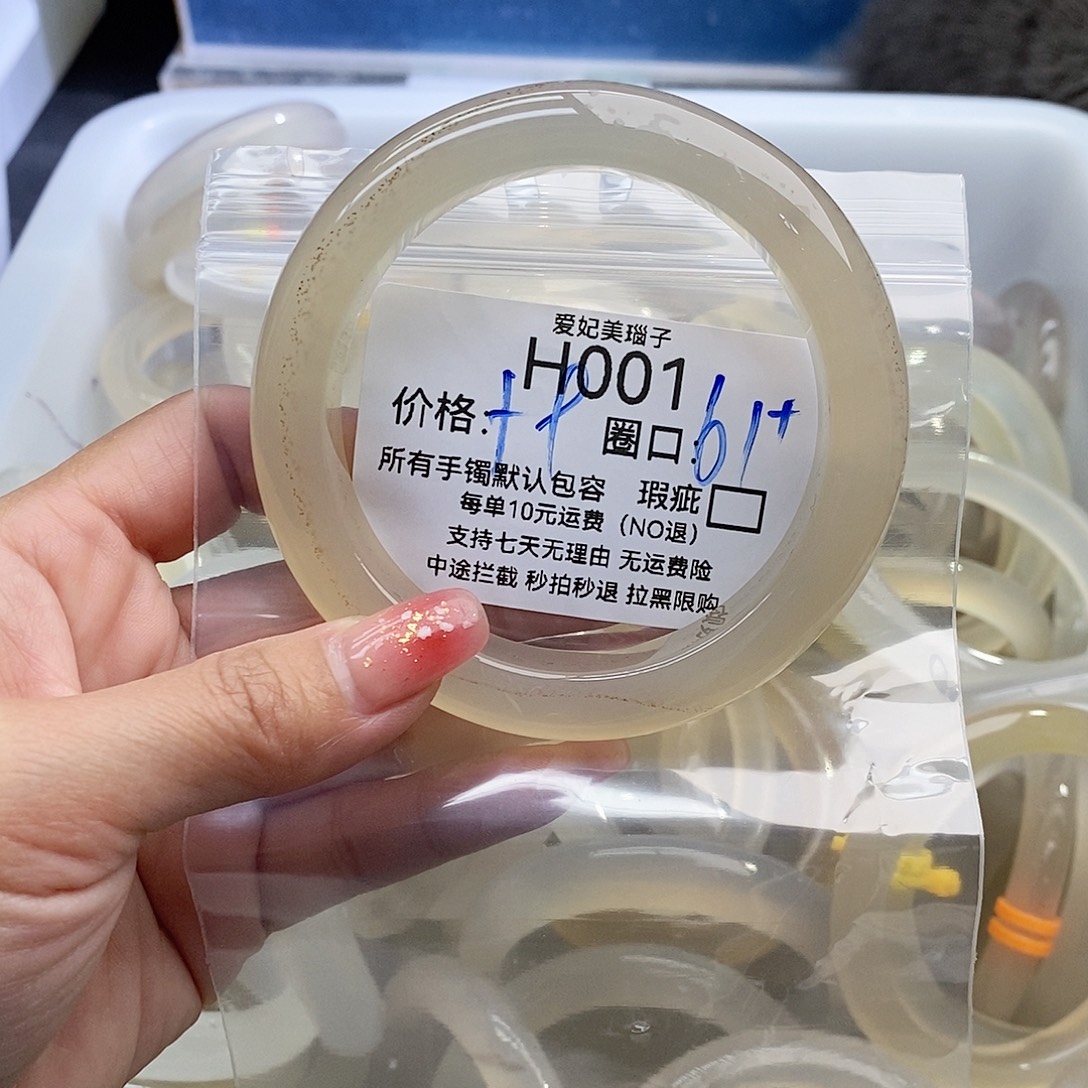 爱妃美瑙子
H001
价格: 圈口: 61+
所有手镯默认包容 瑕疵
每单10元运费（NO退）
支持七天无理由 无运费险
中途拦截 秒拍秒退 拉黑限购